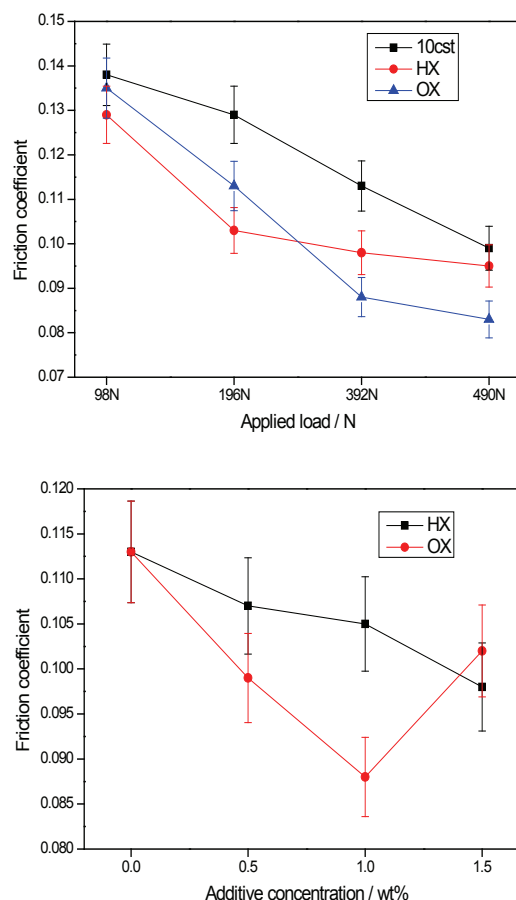 0.15
0.14
0.13
0.12
0.11
0.10
0.09
0.08
0.07
Friction coefficient
10cst
HX
OX
98N 196N 392N 490N
Applied load / N
0.120
0.115
0.110
0.105
0.100
0.095
0.090
0.085
0.080
Friction coefficient
HX
OX
0.0 0.5 1.0 1.5
Additive concentration / wt%